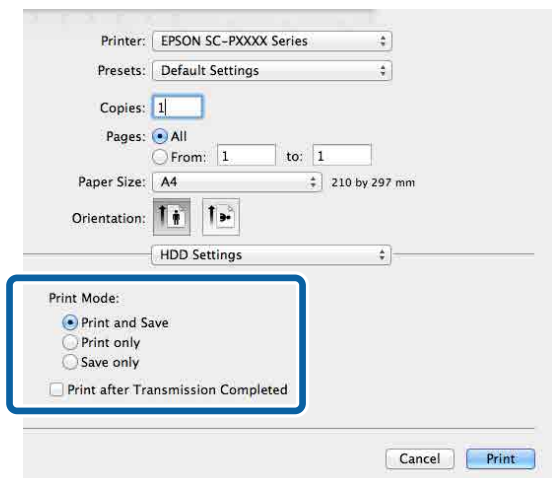 Printer: EPSON SC-PXXXX Series
Presets: Default Settings
Copies: 1
Pages: All
From: 1 to: 1
Paper Size: A4 210 by 297 mm
Orientation:
HDD Settings
Print Mode:
Print and Save
Print only
Save only
Print after Transmission Completed
Cancel Print